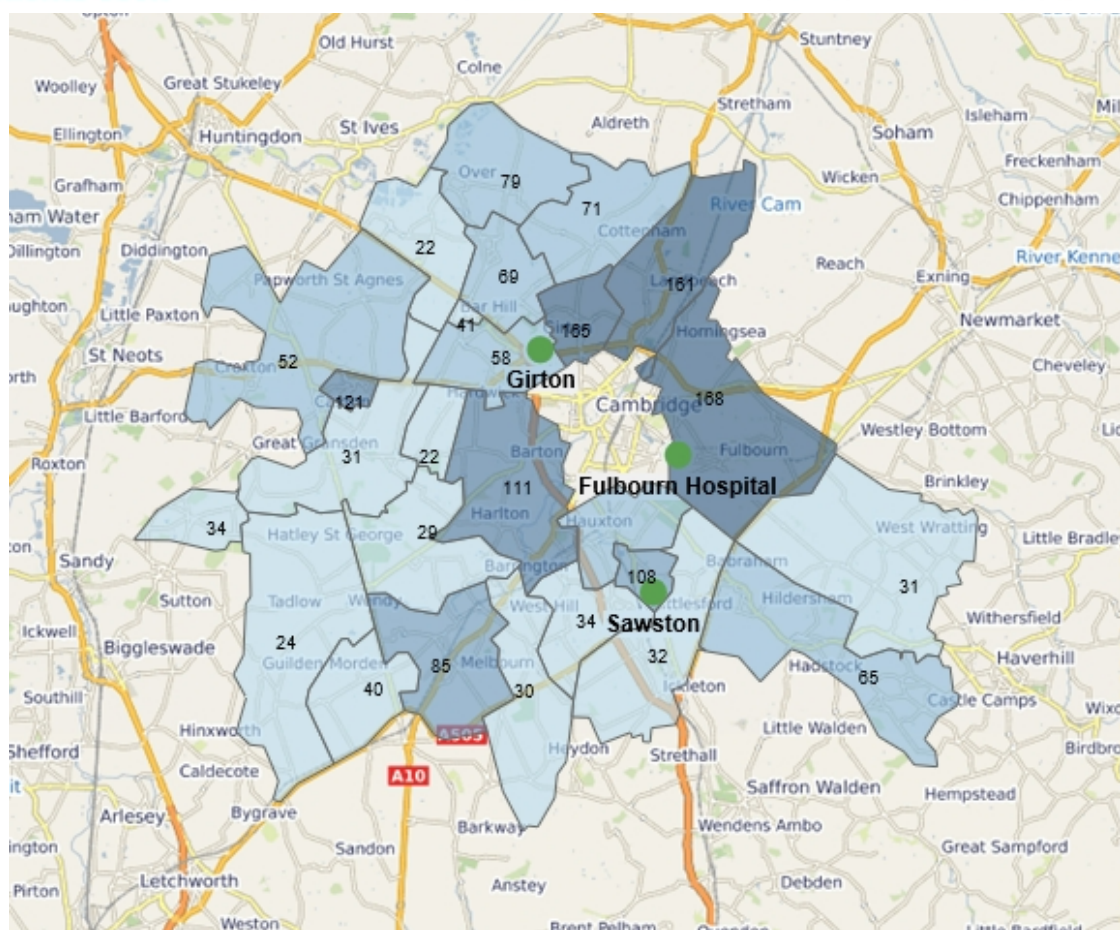 Upton
Stuntney
Old Hurst
Colne
Woolley
Great Stukeley
Stretham
Isleham
Aldreth
Ellington
Huntingdon
St Ives
Soham
Over
79
Freckenham
Grafham
Wicken
Chippenham
71
River Cam
ham Water
Dillington
Diddington
22
Cottenham
Reach
Exning
River Kenne
Papworth St Agnes
69
161
Little Paxton
Bar Hill
Newmarket
41
165
Horningsea
St Neots
58
Cheveley
52
Croxton
Girton
Hardwick
121
Cambridge
168
Little Barford
Westley Bottom
Great Gransden
31
22
Barton
Fulbourn
Roxton
111
Fulbourn Hospital
Brinkley
34
Harlton
Hauxton
29
Hatley St George
West Wratting
Sandy
Barrington
Babraham
Little Bradley
108
31
Sutton
Tadlow
Wendy
West Hill
Whittlesford
Hildersham
Withersfield
Ickwell
34
Sawston
Biggleswade
24
Guilden Morden
85
Melbourn
32
Haverhill
40
30
Hadstock
65
Southill
Ickleton
Castle Camps
Hinxworth
A505
Little Walden
Shefford
Heydon
Strethall
Caldecote
A10
Saffron Walden
Hempstead
Bygrave
Arlesey
Barkway
Wendens Ambo
Sandon
Great Sampford
Letchworth
Anstey
Debden
Pirton
Weston
Brent Pelham